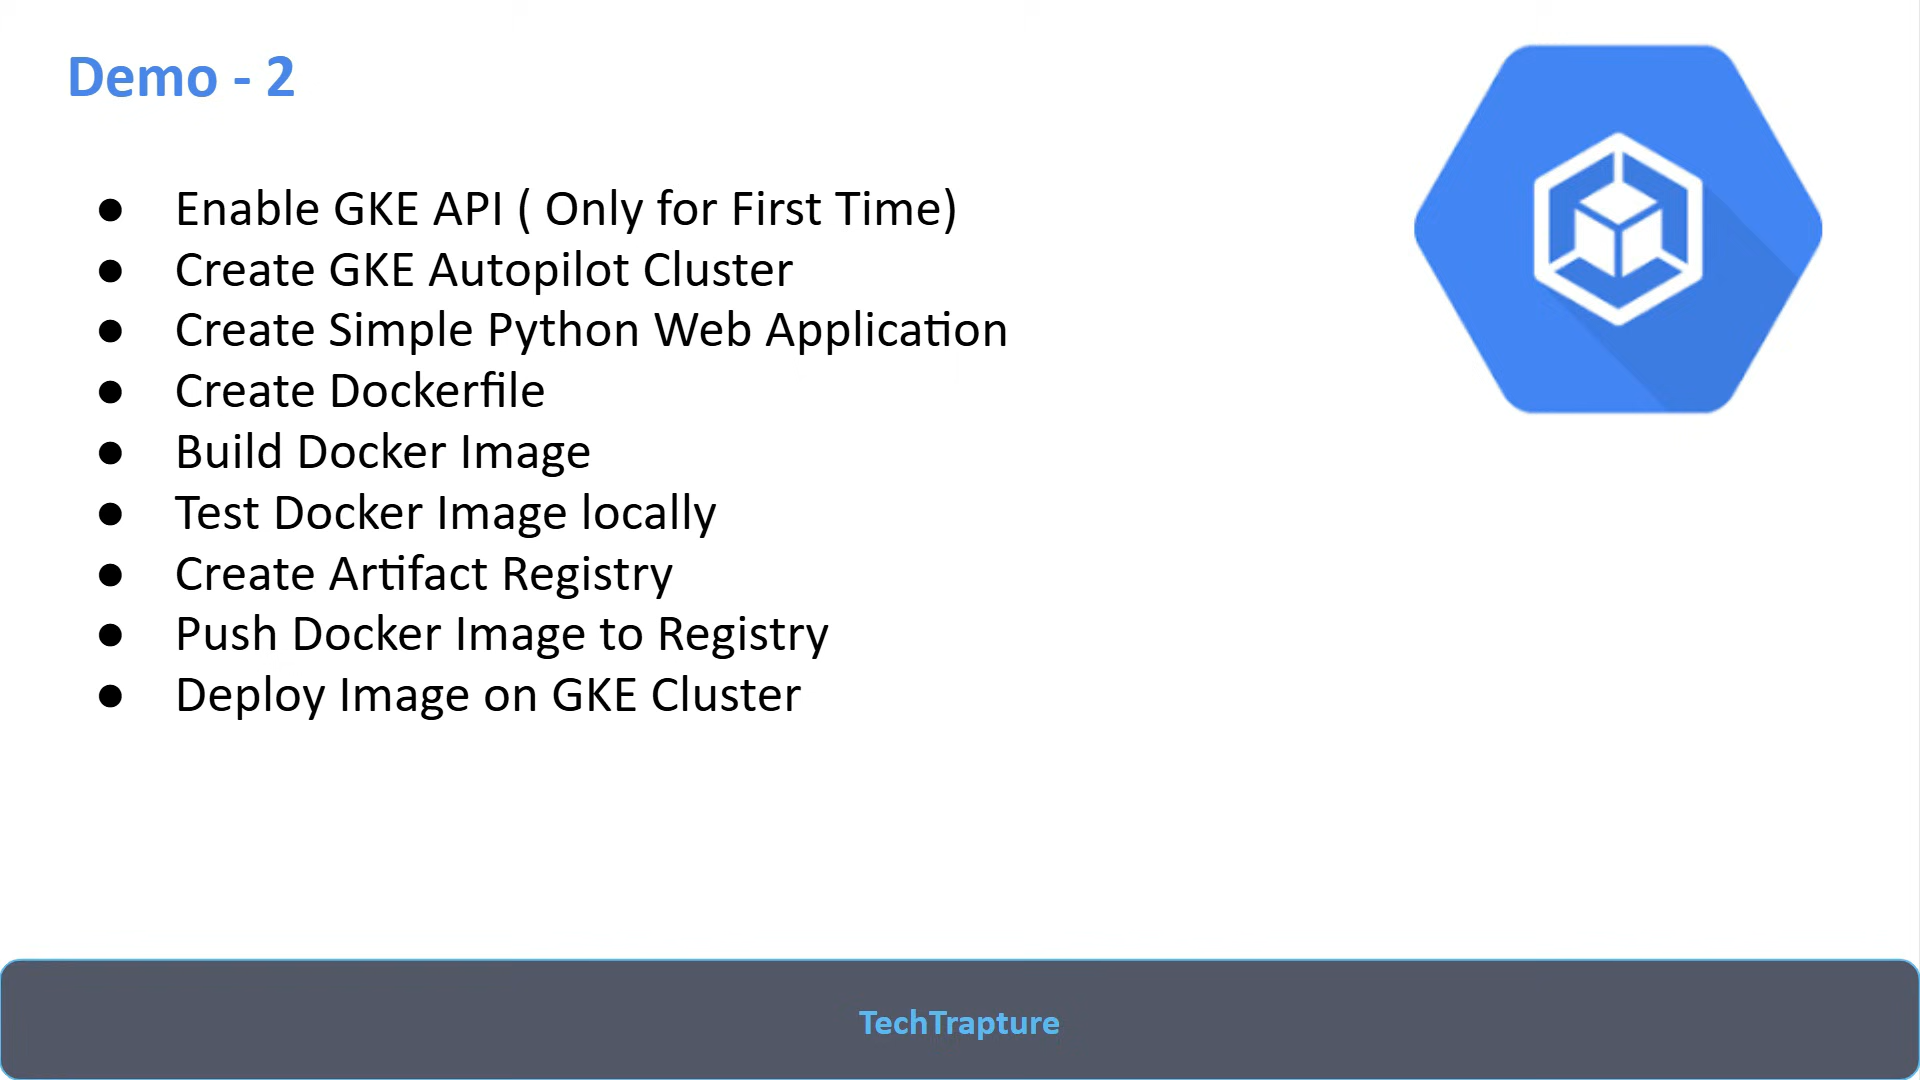 Demo - 2
● Enable GKE API ( Only for First Time)
● Create GKE Autopilot Cluster
● Create Simple Python Web Application
● Create Dockerfile
● Build Docker Image
● Test Docker Image locally
● Create Artifact Registry
● Push Docker Image to Registry
● Deploy Image on GKE Cluster
TechTrapture